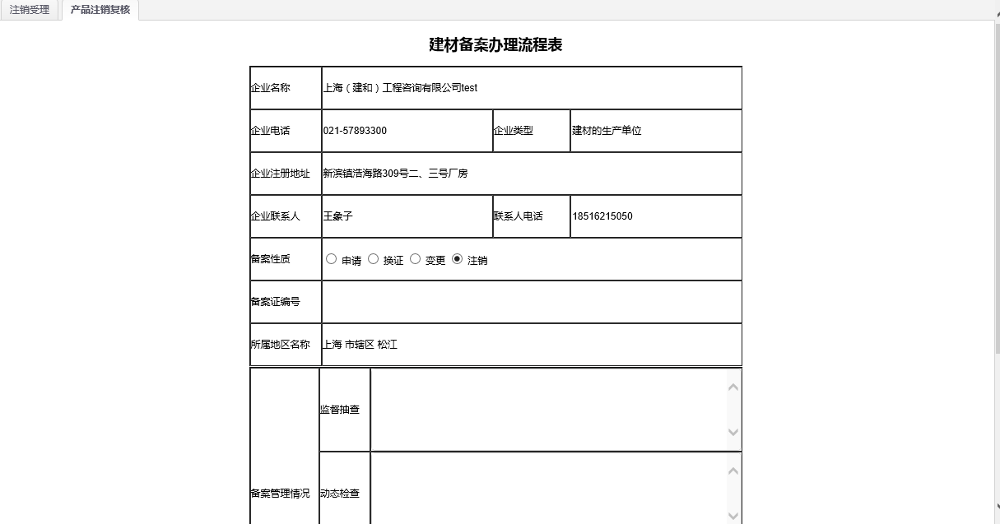 注销受理 产品注销复核
建材备案办理流程表
企业名称 上海（建和）工程咨询有限公司test
企业电话 021-57893300 企业类型 建材的生产单位
企业注册地址 新滨镇浩海路309号二、三号厂房
企业联系人 王象子 联系人电话 18516215050
备案性质 申请 换证 变更 注销
备案证编号
所属地区名称 上海 市辖区 松江
监督抽查
备案管理情况 动态检查